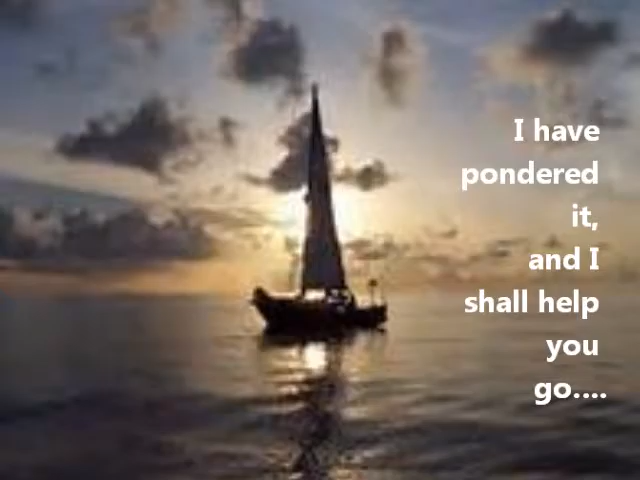 I have
pondered
it,
and I
shall help
you
go....